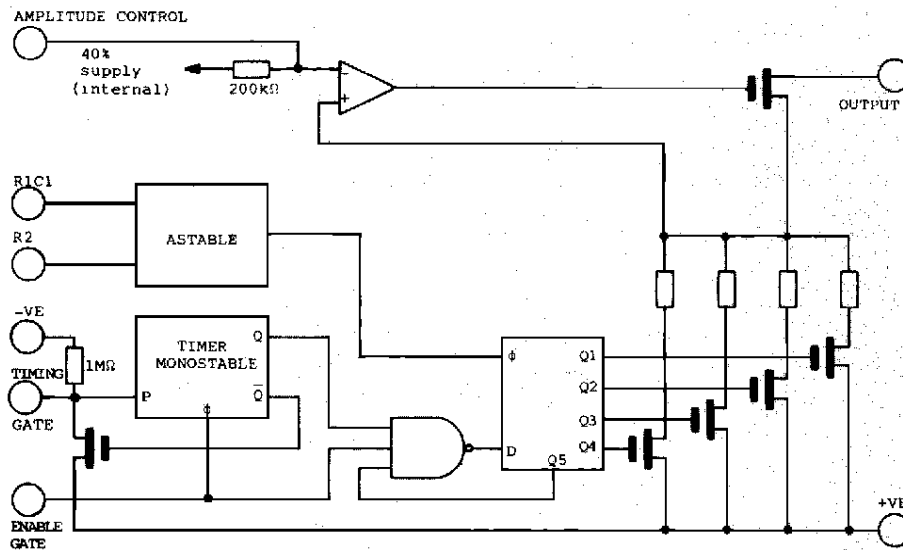 AMPLITUDE CONTROL
40%
supply
(internal)
200kΩ
-
+
OUTPUT
R1C1
ASTABLE
R2
-VE
TIMER
MONOSTABLE
Q
Q̅
1MΩ
TIMING
GATE
P
ϕ
ϕ
Q1
Q2
Q3
Q4
D
Q5
+VE
ENABLE
GATE